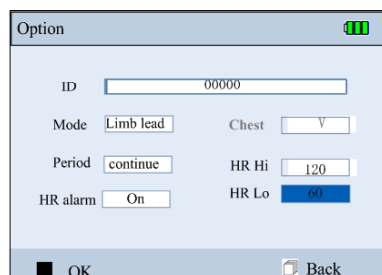 Option
ID 00000
Mode Limb lead Chest V
Period continue HR Hi 120
HR alarm On HR Lo 60
OK Back